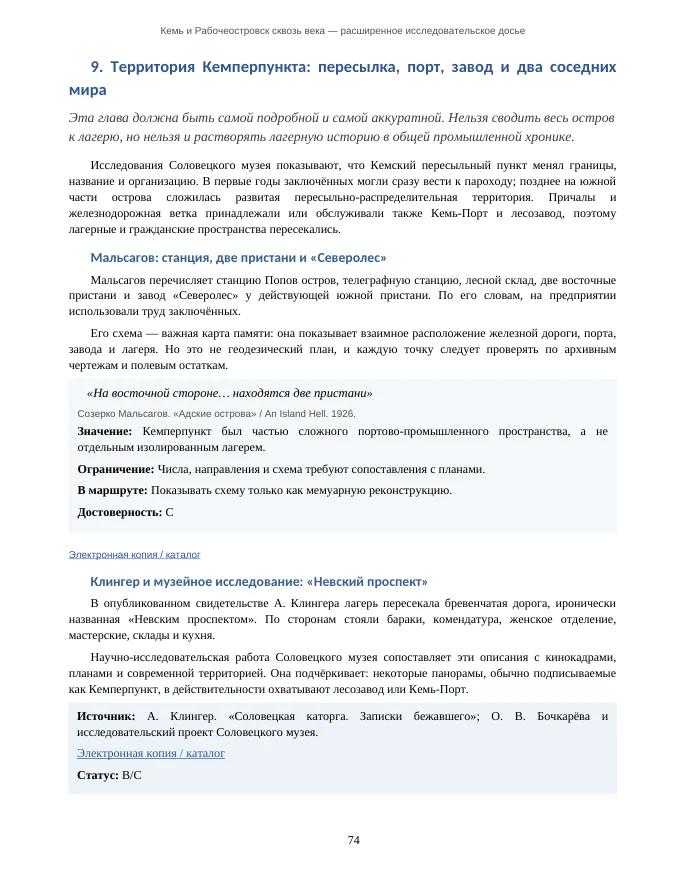 Кемь и Рабочеостровск сквозь века — расширенное исследовательское досье
9. Территория Кемперпункта: пересылка, порт, завод и два соседних
мира
Эта глава должна быть самой подробной и самой аккуратной. Нельзя сводить весь остров
к лагерю, но нельзя и растворять лагерную историю в общей промышленной хронике.
Исследования Соловецкого музея показывают, что Кемский пересыльный пункт менял границы,
название и организацию. В первые годы заключённых могли сразу вести к пароходу; позднее на южной
части острова сложилась развитая пересыльно-распределительная территория. Причалы и
железнодорожная ветка принадлежали или обслуживали также Кемь-Порт и лесозавод, поэтому
лагерные и гражданские пространства пересекались.
Мальсагов: станция, две пристани и «Северолес»
Мальсагов перечисляет станцию Попов остров, телеграфную станцию, лесной склад, две восточные
пристани и завод «Северолес» у действующей южной пристани. По его словам, на предприятии
использовали труд заключённых.
Его схема — важная карта памяти: она показывает взаимное расположение железной дороги, порта,
завода и лагеря. Но это не геодезический план, и каждую точку следует проверять по архивным
чертежам и полевым остаткам.
«На восточной стороне… находятся две пристани»
Созерко Мальсагов. «Адские острова» / An Island Hell. 1926.
Значение: Кемперпункт был частью сложного портово-промышленного пространства, а не
отдельным изолированным лагерем.
Ограничение: Числа, направления и схема требуют сопоставления с планами.
В маршруте: Показывать схему только как мемуарную реконструкцию.
Достоверность: С
Электронная копия / каталог
Клингер и музейное исследование: «Невский проспект»
В опубликованном свидетельстве А. Клингера лагерь пересекала бревенчатая дорога, иронически
названная «Невским проспектом». По сторонам стояли бараки, комендатура, женское отделение,
мастерские, склады и кухня.
Научно-исследовательская работа Соловецкого музея сопоставляет эти описания с кинокадрами,
планами и современной территорией. Она подчёркивает: некоторые панорамы, обычно подписываемые
как Кемперпункт, в действительности охватывают лесозавод или Кемь-Порт.
Источник: А. Клингер. «Соловецкая каторга. Записки бежавшего»; О. В. Бочкарёва и
исследовательский проект Соловецкого музея.
Электронная копия / каталог
Статус: В/С
74